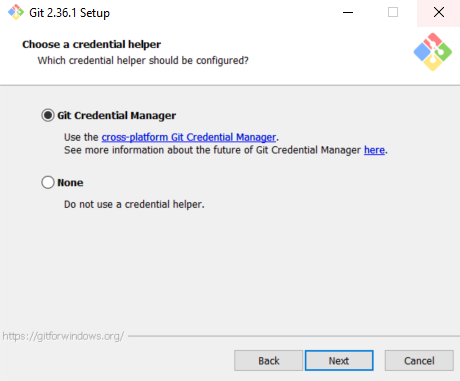 Git 2.36.1 Setup
Choose a credential helper
Which credential helper should be configured?
Git Credential Manager
Use the cross-platform Git Credential Manager.
See more information about the future of Git Credential Manager here.
None
Do not use a credential helper.
https://gitforwindows.org/
Back Next Cancel